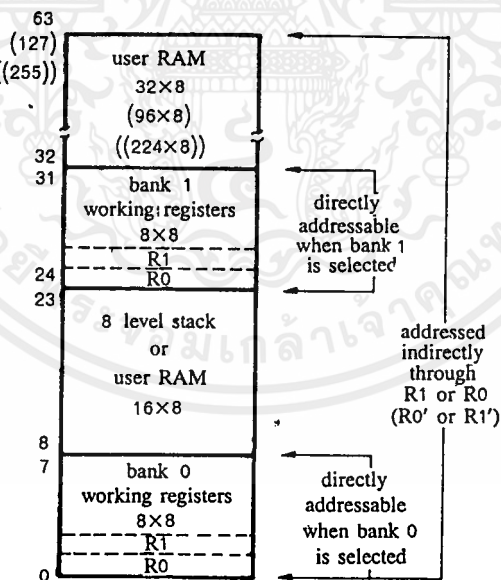 63
(127)
((255))
user RAM
32×8
(96×8)
((224×8))
32
31
bank 1
working registers
8×8
R1
R0
24
23
directly
addressable
when bank 1
is selected
8 level stack
or
user RAM
16×8
addressed
indirectly
through
R1 or R0
(R0' or R1')
8
7
bank 0
working registers
8×8
R1
R0
0
directly
addressable
when bank 0
is selected